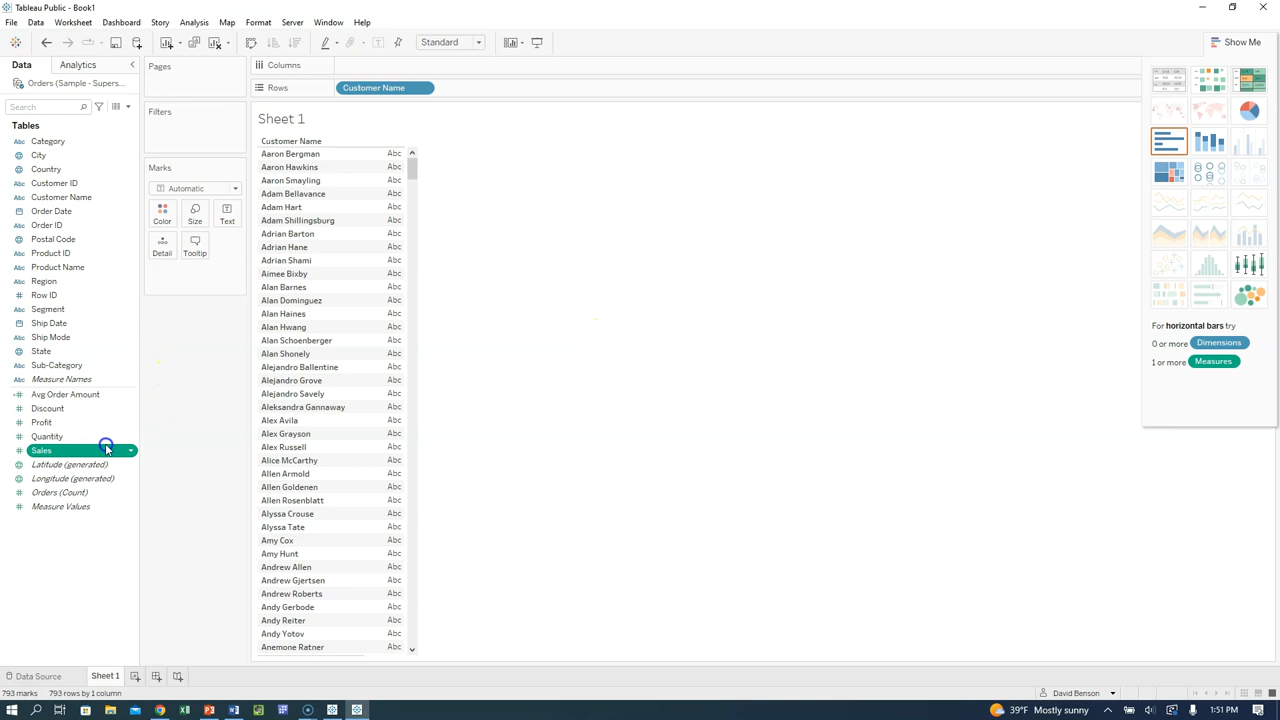 Tableau Public - Book1
File Data Worksheet Dashboard Story Analysis Map Format Server Window Help
Standard
Show Me
Data Analytics
Orders (Sample - Supers...
Search
Tables
Abc Category
City
Country
Abc Customer ID
Abc Customer Name
Order Date
Abc Order ID
Postal Code
Abc Product ID
Abc Product Name
Abc Region
Row ID
Abc Segment
Ship Date
Abc Ship Mode
State
Abc Sub-Category
Abc Measure Names
Avg Order Amount
Discount
Profit
Quantity
Sales
Latitude (generated)
Longitude (generated)
Orders (Count)
Measure Values
Pages
Filters
Marks
Automatic
Color Size Text
Detail Tooltip
Columns
Rows Customer Name
Sheet 1
Customer Name
Aaron Bergman Abc
Aaron Hawkins Abc
Aaron Smayling Abc
Adam Bellavance Abc
Adam Hart Abc
Adam Shillingsburg Abc
Adrian Barton Abc
Adrian Hane Abc
Adrian Shami Abc
Aimee Bixby Abc
Alan Barnes Abc
Alan Dominguez Abc
Alan Haines Abc
Alan Hwang Abc
Alan Schoenberger Abc
Alan Shonely Abc
Alejandro Ballentine Abc
Alejandro Grove Abc
Alejandro Savely Abc
Aleksandra Gannaway Abc
Alex Avila Abc
Alex Grayson Abc
Alex Russell Abc
Alice McCarthy Abc
Allen Armold Abc
Allen Goldenen Abc
Allen Rosenblatt Abc
Alyssa Crouse Abc
Alyssa Tate Abc
Amy Cox Abc
Amy Hunt Abc
Andrew Allen Abc
Andrew Gjertsen Abc
Andrew Roberts Abc
Andy Gerbode Abc
Andy Reiter Abc
Andy Yotov Abc
Anemone Ratner Abc
For horizontal bars try
0 or more Dimensions
1 or more Measures
Data Source Sheet 1
793 marks 793 rows by 1 column
David Benson
39°F Mostly sunny
1:51 PM